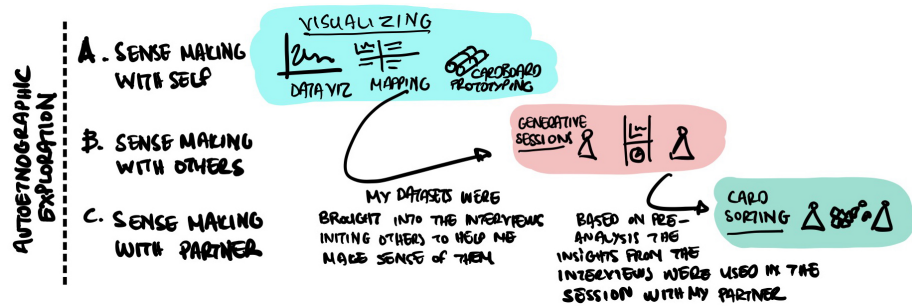 AUTOETNOGRAPHIC
EXPLORATION
A. SENSE MAKING
WITH SELF
B. SENSE MAKING
WITH OTHERS
C. SENSE MAKING
WITH PARTNER
VISUALIZING
DATA VIZ
MAPPING
CARDBOARD
PROTOTYPING
MY DATASETS WERE
BROUGHT INTO THE INTERVIEWS
INITING OTHERS TO HELP ME
MAKE SENSE OF THEM
GENERATIVE
SESSIONS
BASED ON PRE-
ANALYSIS THE
INSIGHTS FROM THE
INTERVIEWS WERE USED IN THE
SESSION WITH MY PARTNER
CARD
SORTING